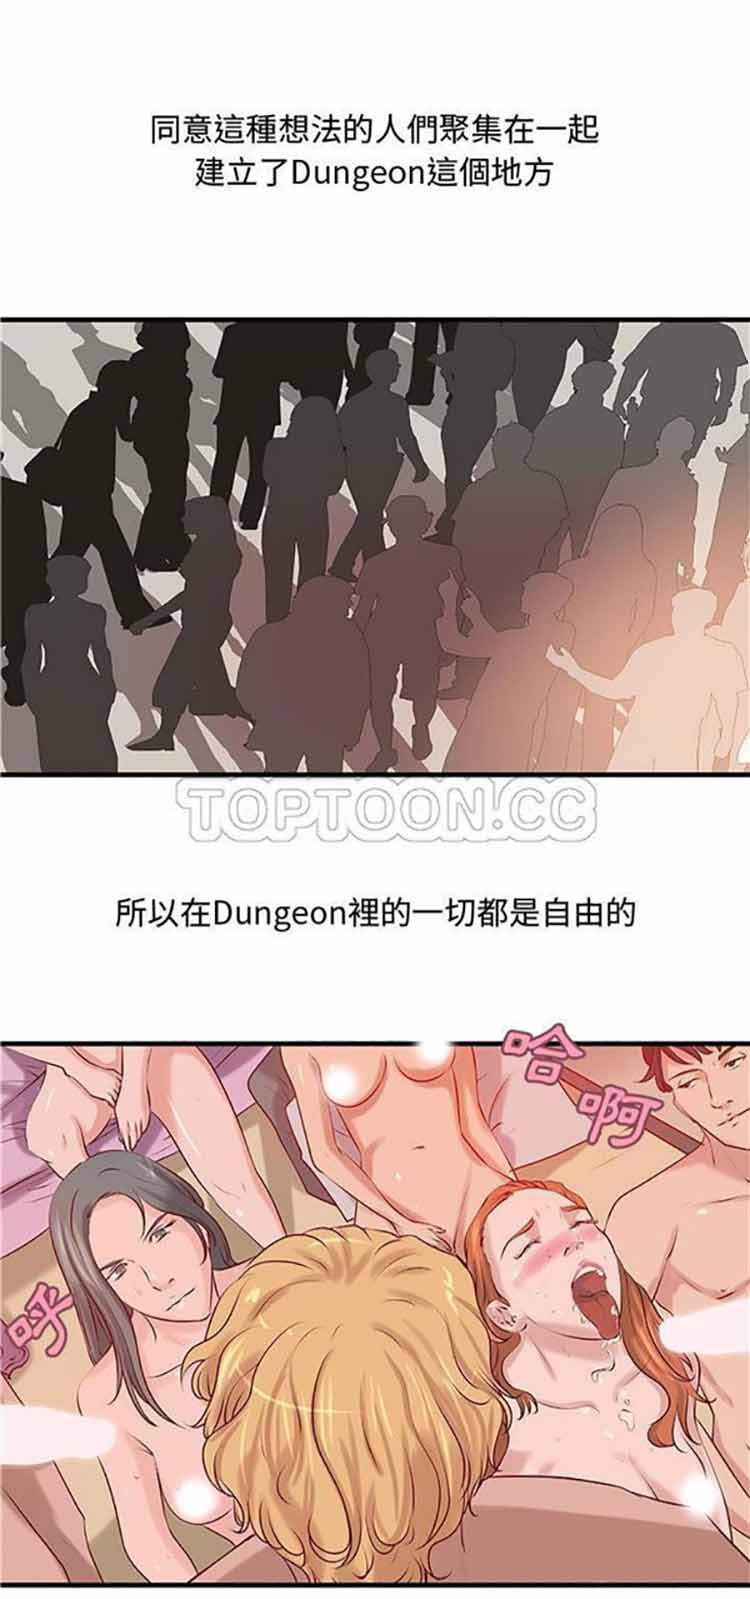 同意這種想法的人們聚集在一起
建立了Dungeon這個地方
TOPTOON.CC
所以在Dungeon裡的一切都是自由的
哈
啊
呼